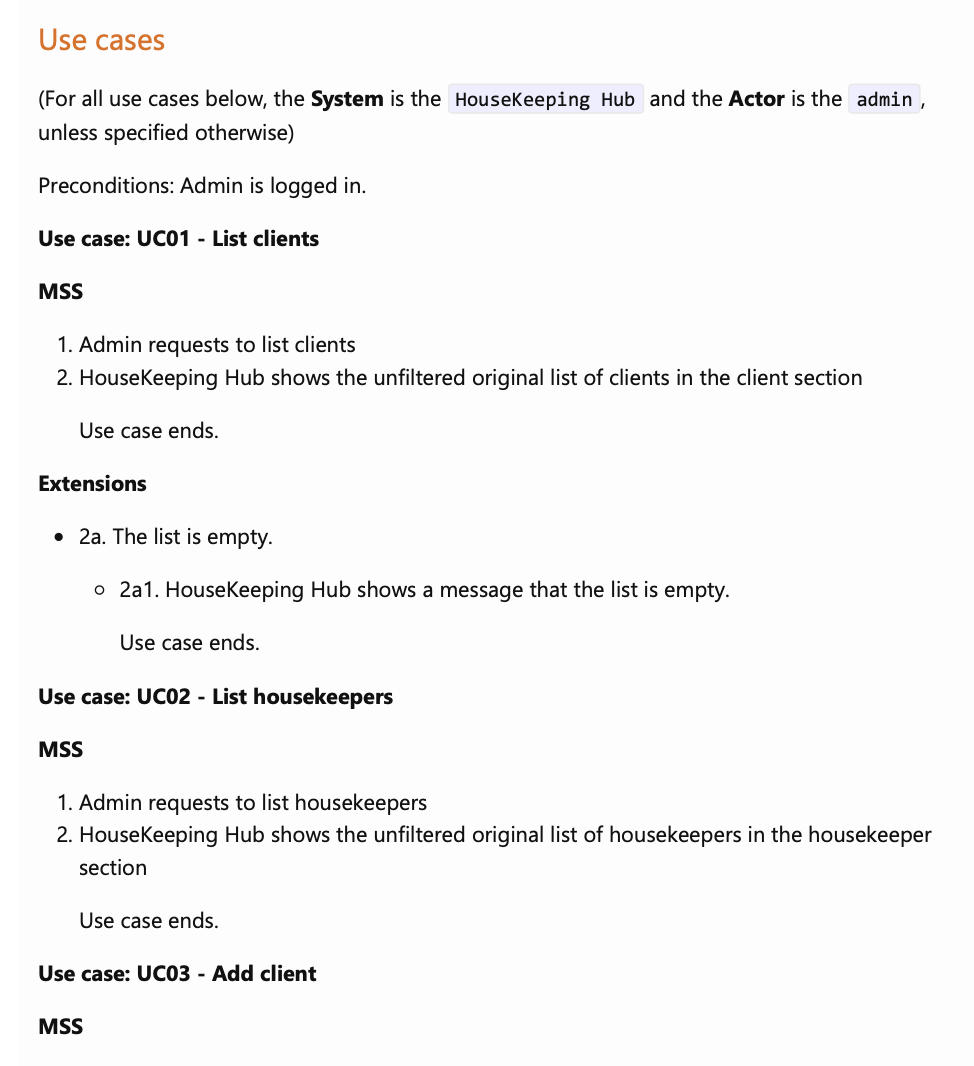 Use cases
(For all use cases below, the System is the HouseKeeping Hub and the Actor is the admin,
unless specified otherwise)
Preconditions: Admin is logged in.
Use case: UC01 - List clients
MSS
1. Admin requests to list clients
2. HouseKeeping Hub shows the unfiltered original list of clients in the client section
Use case ends.
Extensions
• 2a. The list is empty.
◦ 2a1. HouseKeeping Hub shows a message that the list is empty.
Use case ends.
Use case: UC02 - List housekeepers
MSS
1. Admin requests to list housekeepers
2. HouseKeeping Hub shows the unfiltered original list of housekeepers in the housekeeper
section
Use case ends.
Use case: UC03 - Add client
MSS